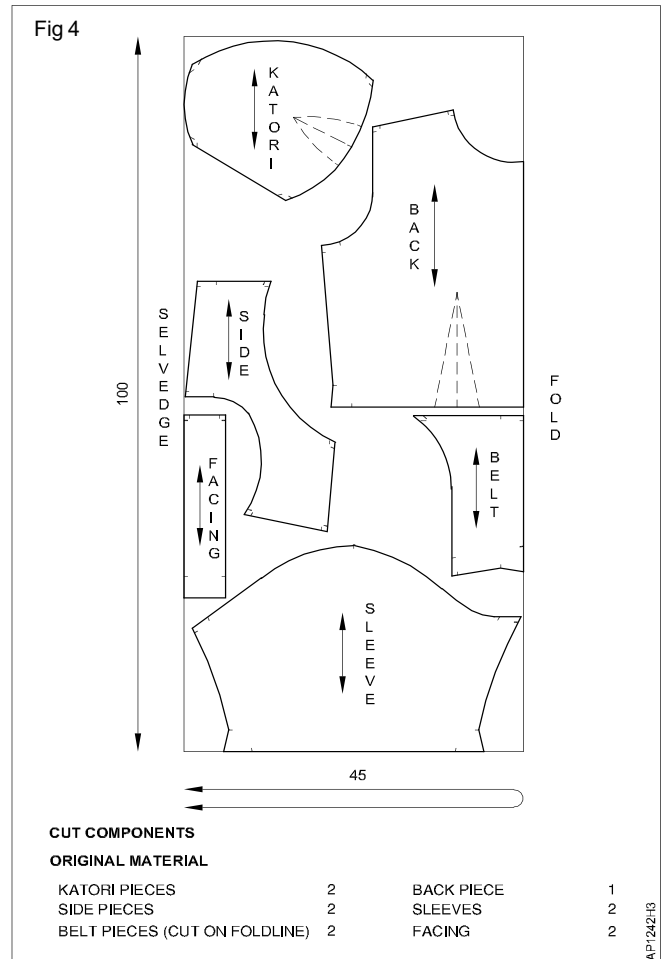 Fig 4
KATORI
BACK
SIDE
SELVEDGE
100
FOLD
FACING
BELT
SLEEVE
45
CUT COMPONENTS
ORIGINAL MATERIAL
KATORI PIECES 2 BACK PIECE 1
SIDE PIECES 2 SLEEVES 2
BELT PIECES (CUT ON FOLDLINE) 2 FACING 2
AP1242H3